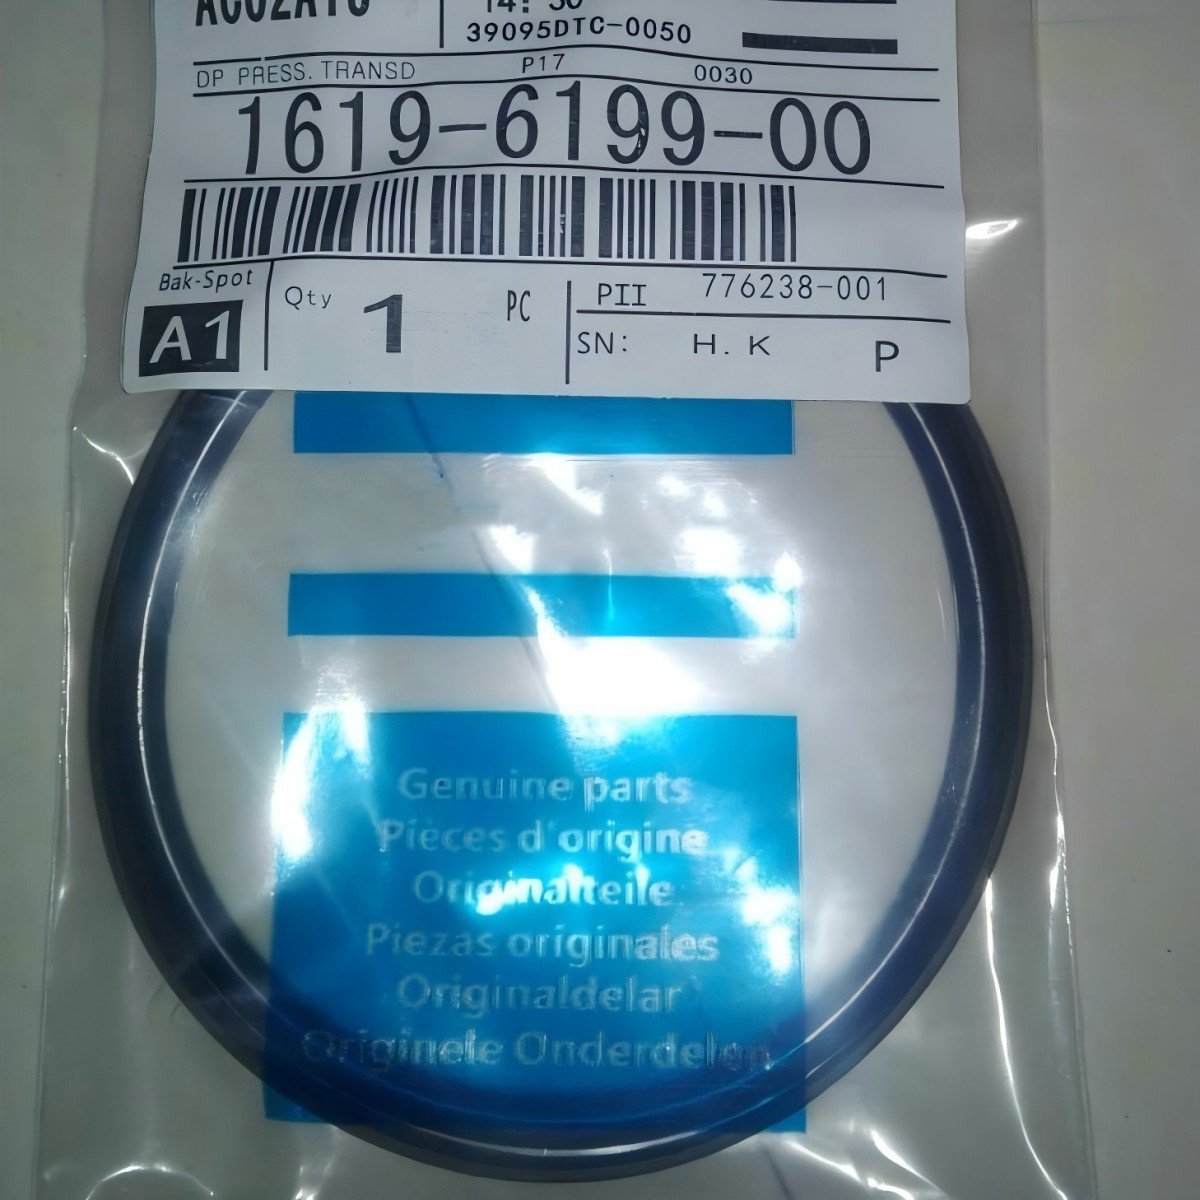 39095DTC-0050
DP PRESS. TRANSD P17 0030
1619-6199-00
Bak-Spot
A1
Qty 1 PC
PII 776238-001
SN: H. K P
Genuine parts
Pièces d'origine
Originalteile
Piezas originales
Originaldelar
Originele Onderdelen